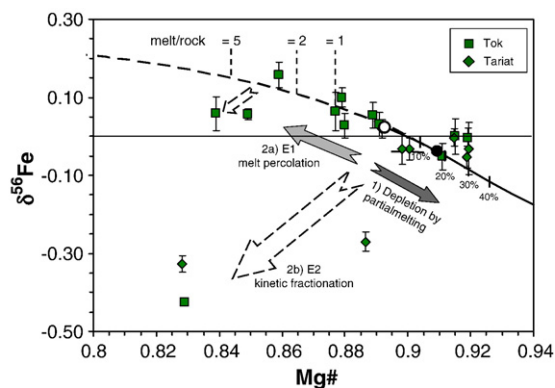 melt/rock = 5 = 2 = 1
Tok
Tariat
0.30
0.10
-0.10
-0.30
-0.50
δ56Fe
2a) E1
melt percolation
1) Depletion by
partialmelting
2b) E2
kinetic fractionation
10%
20%
30%
40%
0.8 0.82 0.84 0.86 0.88 0.9 0.92 0.94
Mg#